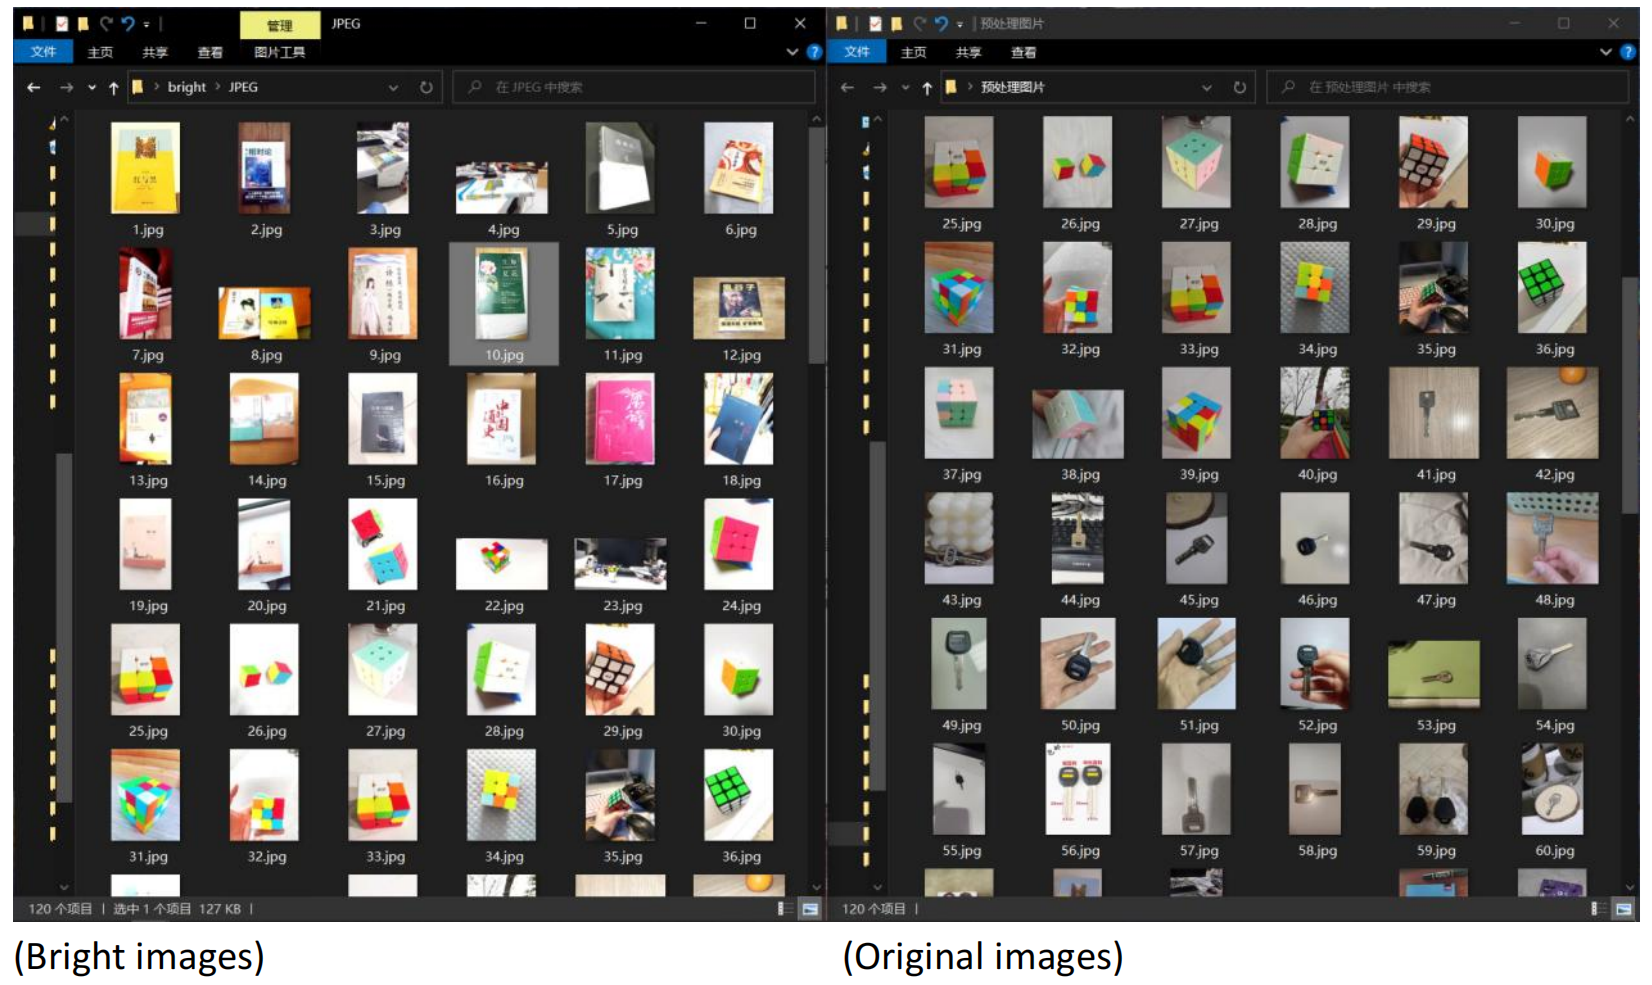 管理
JPEG
文件
主页
共享
查看
图片工具
bright
JPEG
在 JPEG 中搜索
1.jpg
2.jpg
3.jpg
4.jpg
5.jpg
6.jpg
7.jpg
8.jpg
9.jpg
10.jpg
11.jpg
12.jpg
13.jpg
14.jpg
15.jpg
16.jpg
17.jpg
18.jpg
19.jpg
20.jpg
21.jpg
22.jpg
23.jpg
24.jpg
25.jpg
26.jpg
27.jpg
28.jpg
29.jpg
30.jpg
31.jpg
32.jpg
33.jpg
34.jpg
35.jpg
36.jpg
120 个项目
选中 1 个项目 127 KB
(Bright images)
预处理图片
文件
主页
共享
查看
预处理图片
在 预处理图片 中搜索
25.jpg
26.jpg
27.jpg
28.jpg
29.jpg
30.jpg
31.jpg
32.jpg
33.jpg
34.jpg
35.jpg
36.jpg
37.jpg
38.jpg
39.jpg
40.jpg
41.jpg
42.jpg
43.jpg
44.jpg
45.jpg
46.jpg
47.jpg
48.jpg
49.jpg
50.jpg
51.jpg
52.jpg
53.jpg
54.jpg
55.jpg
56.jpg
57.jpg
58.jpg
59.jpg
60.jpg
120 个项目
(Original images)